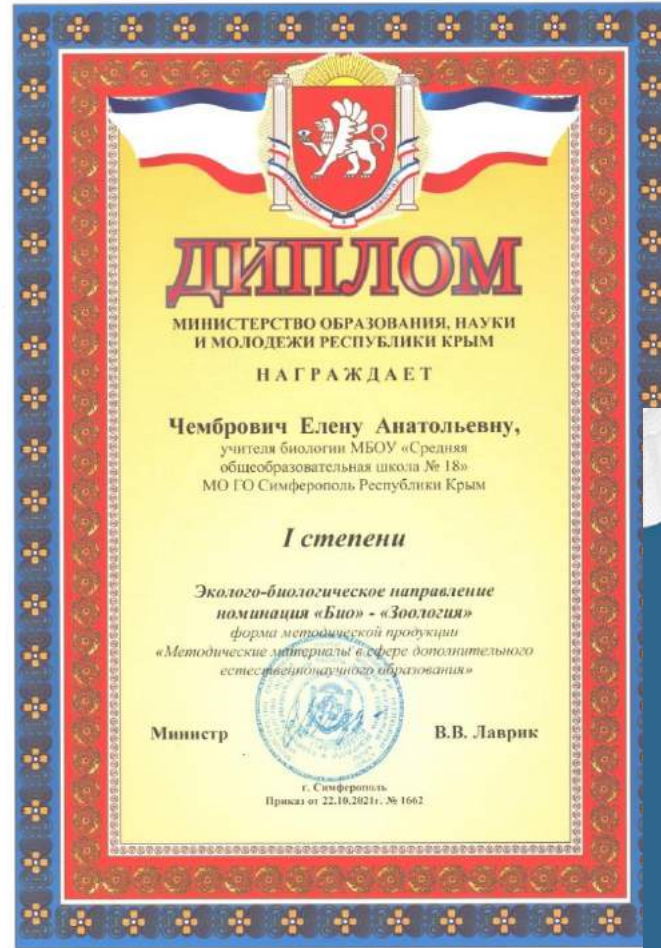 ДИПЛОМ
МИНИСТЕРСТВО ОБРАЗОВАНИЯ, НАУКИ
И МОЛОДЕЖИ РЕСПУБЛИКИ КРЫМ
НАГРАЖДАЕТ
Чембрович Елену Анатольевну,
учителя биологии МБОУ «Средняя
общеобразовательная школа № 18»
МО ГО Симферополь Республики Крым
I степени
Эколого-биологическое направление
номинация «Био» - «Зоология»
форма методической продукции
«Методические материалы в сфере дополнительного
естественнонаучного образования»
Министр В.В. Лаврик
г. Симферополь
Приказ от 22.10.2021г. № 1662